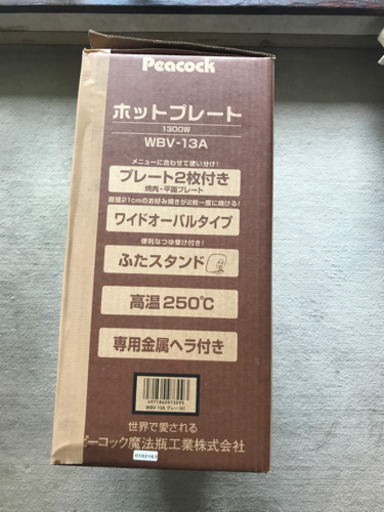 Peacock
ホットプレート
1300W
WBV-13A
メニューに合わせて使い分け!
プレート2枚付き
焼肉・平面プレート
直径21cmのお好み焼きが2枚一度に焼ける!
ワイドオーバルタイプ
便利なつゆ受け付き!
ふたスタンド
高温250℃
専用金属ヘラ付き
世界で愛される
ピーコック魔法瓶工業株式会社